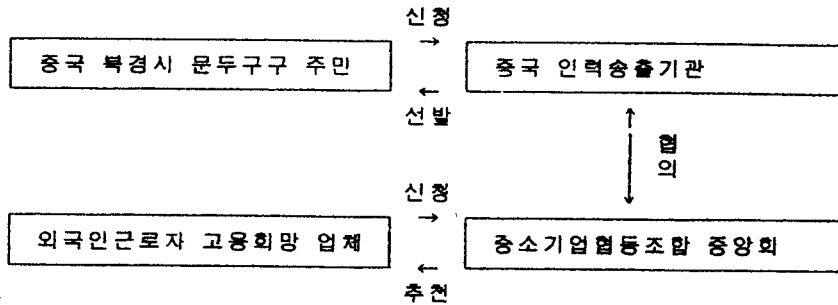 신청
→
중국 북경시 문두구구 주민
중국 인력송출기관
←
선발
↑
협
의
↓
신청
→
외국인근로자 고용희망 업체
중소기업협동조합 중앙회
←
추천